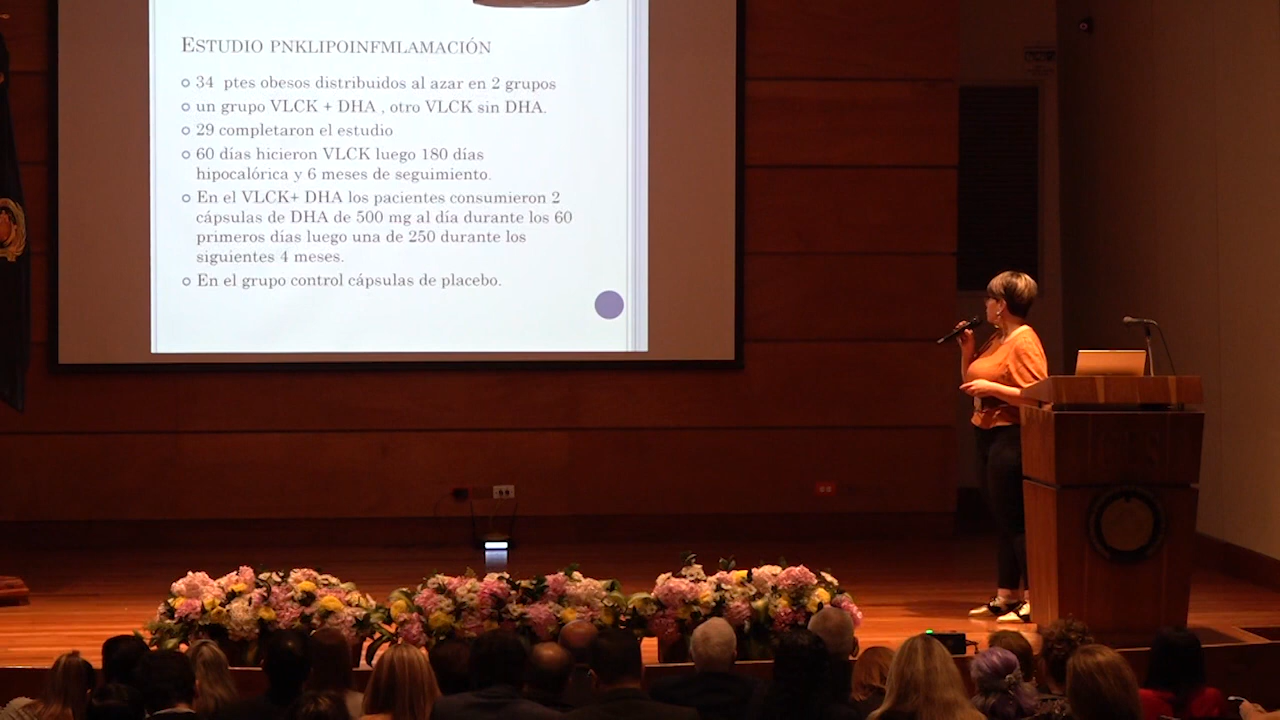 ESTUDIO PNKLIPOINFMLAMACIÓN
34 ptes obesos distribuidos al azar en 2 grupos
un grupo VLCK + DHA , otro VLCK sin DHA.
29 completaron el estudio
60 días hicieron VLCK luego 180 días
hipocalórica y 6 meses de seguimiento.
En el VLCK+ DHA los pacientes consumieron 2
cápsulas de DHA de 500 mg al día durante los 60
primeros días luego una de 250 durante los
siguientes 4 meses.
En el grupo control cápsulas de placebo.